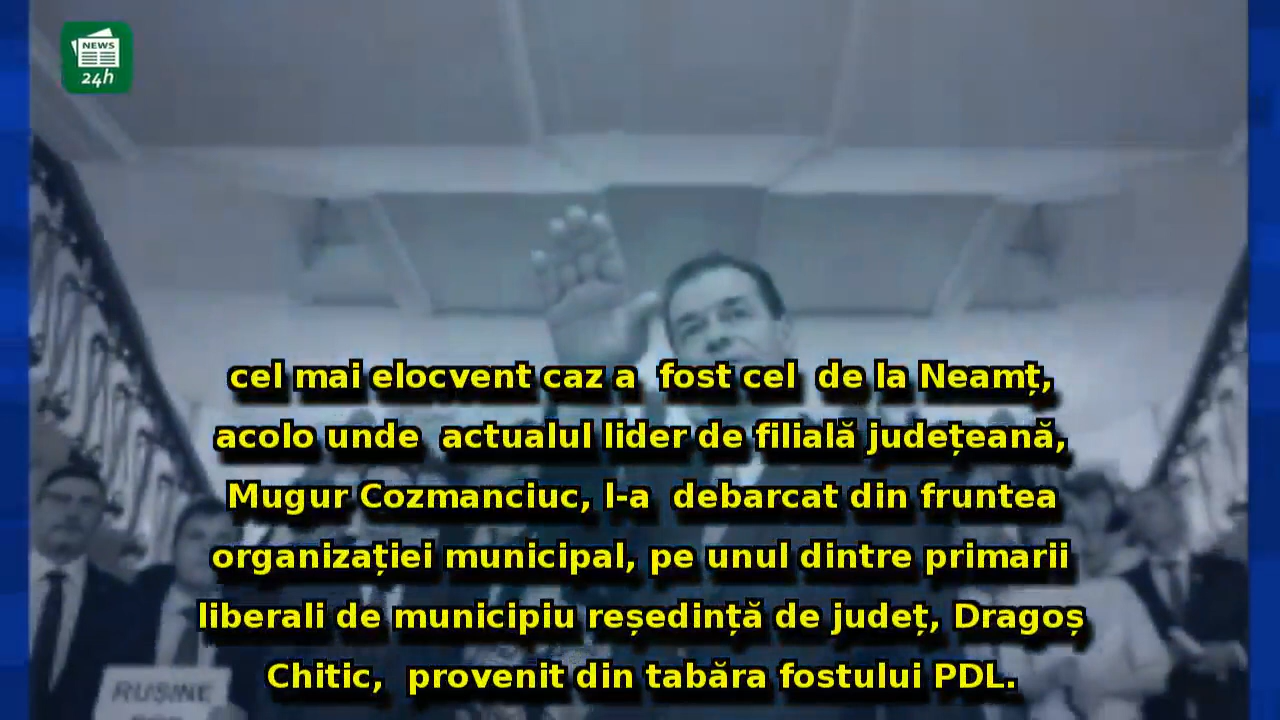 NEWS
24h
cel mai elocvent caz a fost cel de la Neamț,
acolo unde actualul lider de filială județeană,
Mugur Cozmanciuc, l-a debarcat din fruntea
organizației municipal, pe unul dintre primarii
liberali de municipiu reședință de județ, Dragoș
Chitic, provenit din tabăra fostului PDL.
RUSINE